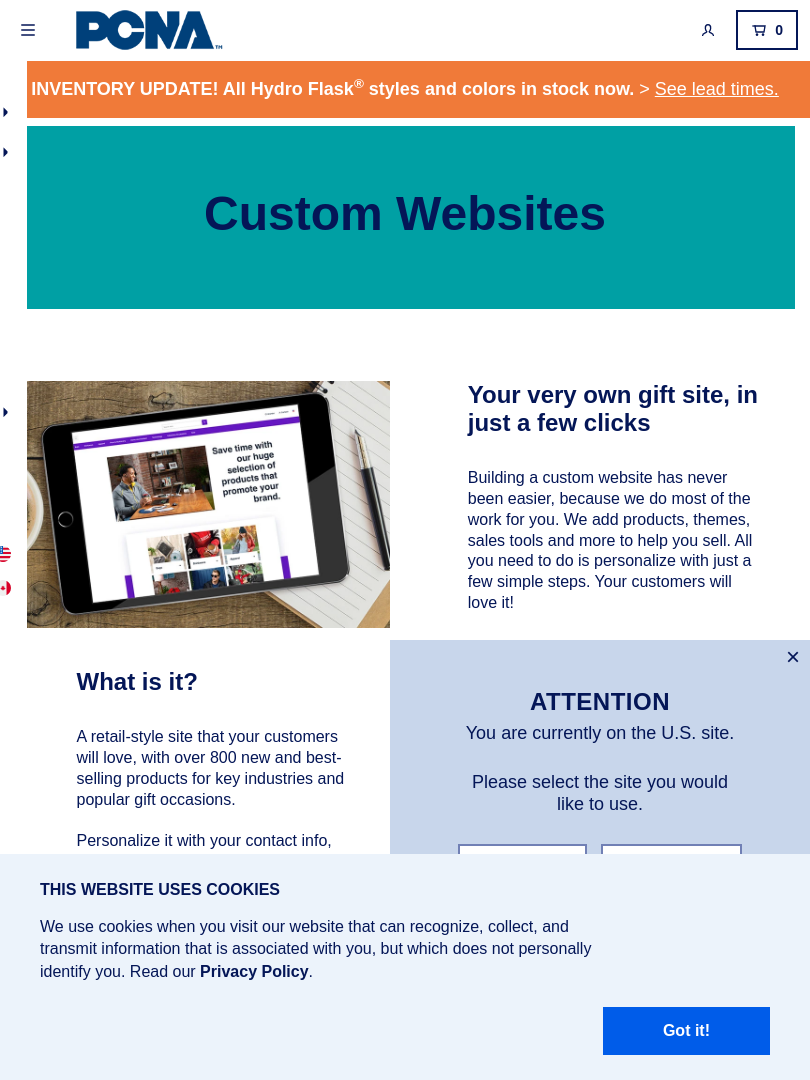 PCNA™
0
INVENTORY UPDATE! All Hydro Flask® styles and colors in stock now. > See lead times.
Custom Websites
Your very own gift site, in
just a few clicks
Save time with
our huge
selection of
products that
promote your
brand.
Building a custom website has never
been easier, because we do most of the
work for you. We add products, themes,
sales tools and more to help you sell. All
you need to do is personalize with just a
few simple steps. Your customers will
love it!
What is it?
A retail-style site that your customers
will love, with over 800 new and best-
selling products for key industries and
popular gift occasions.
Personalize it with your contact info,
ATTENTION
You are currently on the U.S. site.
Please select the site you would
like to use.
THIS WEBSITE USES COOKIES
We use cookies when you visit our website that can recognize, collect, and
transmit information that is associated with you, but which does not personally
identify you. Read our Privacy Policy.
Got it!